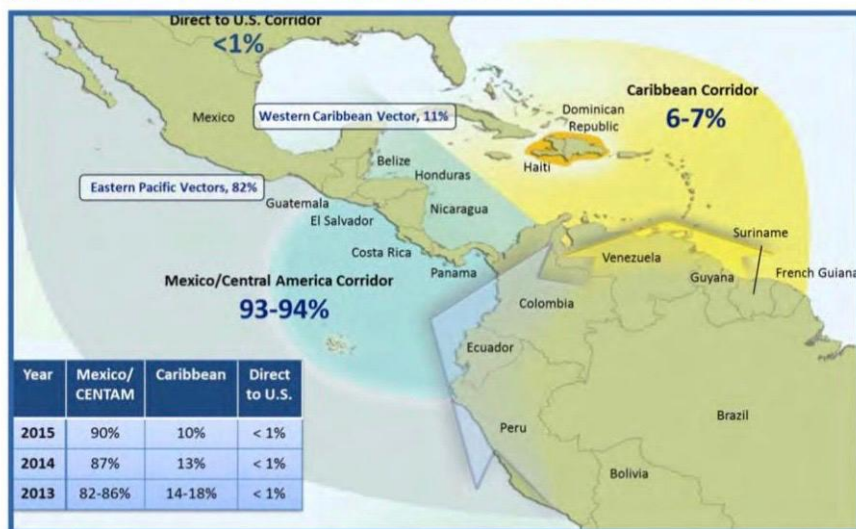 Direct to U.S. Corridor
<1%
Caribbean Corridor
6-7%
Mexico
Western Caribbean Vector, 11%
Dominican
Republic
Haiti
Belize
Honduras
Eastern Pacific Vectors, 82%
Guatemala
El Salvador
Nicaragua
Costa Rica
Panama
Suriname
Venezuela
Guyana
French Guiana
Mexico/Central America Corridor
93-94%
Colombia
Ecuador
Peru
Brazil
Bolivia
Year Mexico/ Caribbean Direct
CENTAM to U.S.
2015 90% 10% < 1%
2014 87% 13% < 1%
2013 82-86% 14-18% < 1%